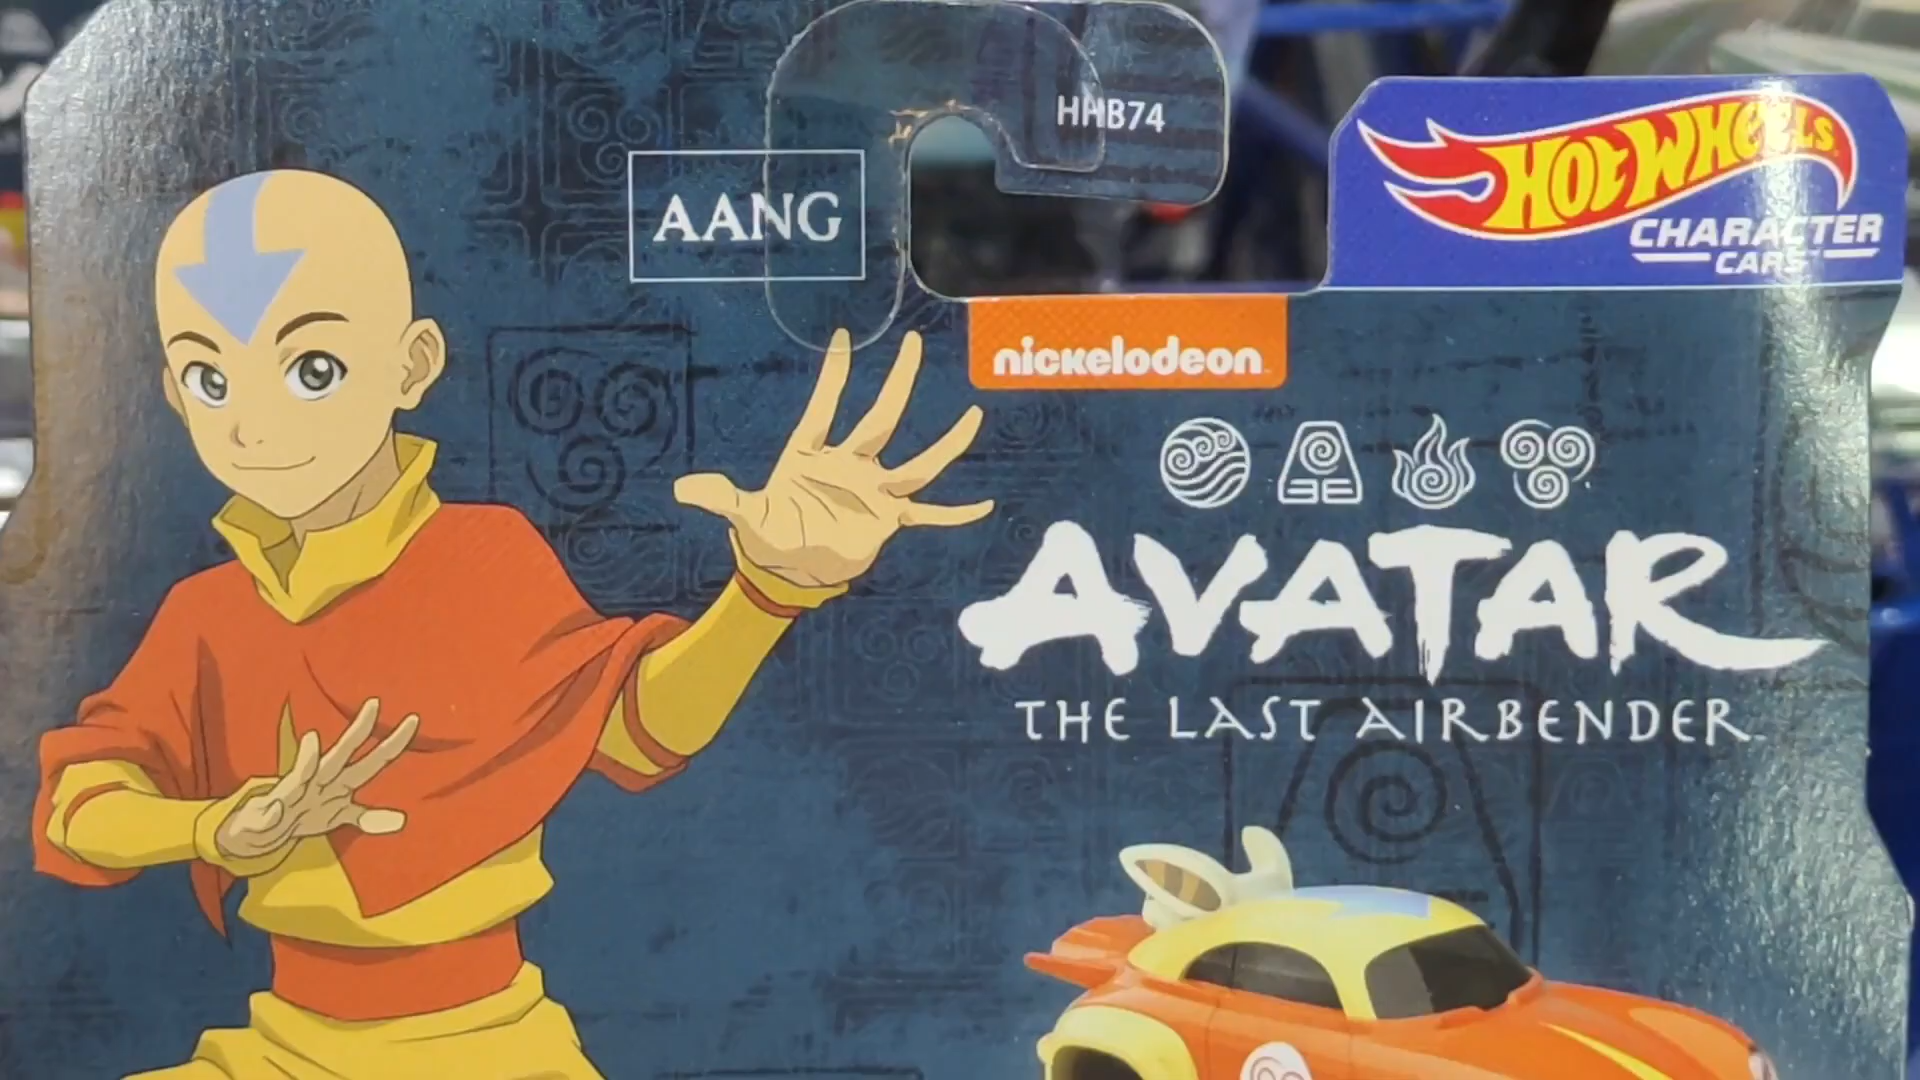 HHB74
AANG
HOT WHEELS
CHARACTER
CARS
nickelodeon
AVATAR
THE LAST AIRBENDER